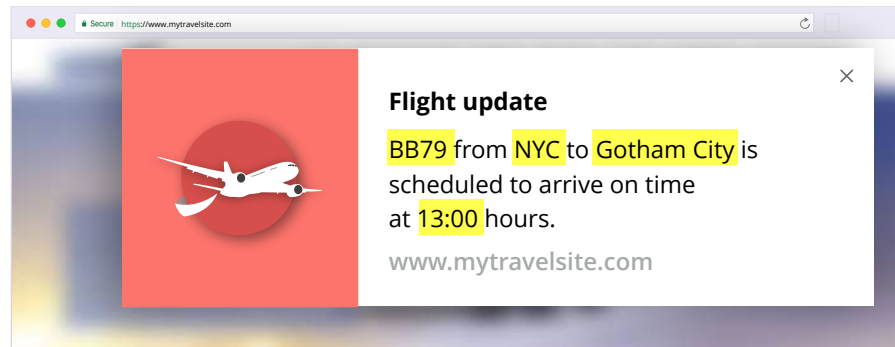 Secure https://www.mytravelsite.com
Flight update
BB79 from NYC to Gotham City is
scheduled to arrive on time
at 13:00 hours.
www.mytravelsite.com